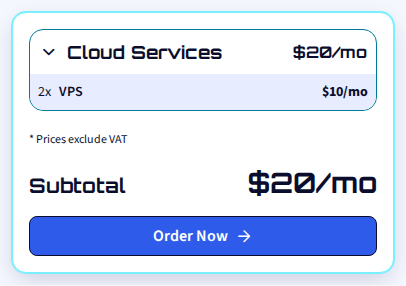 Cloud Services $20/mo
2x VPS $10/mo
* Prices exclude VAT
Subtotal $20/mo
Order Now →